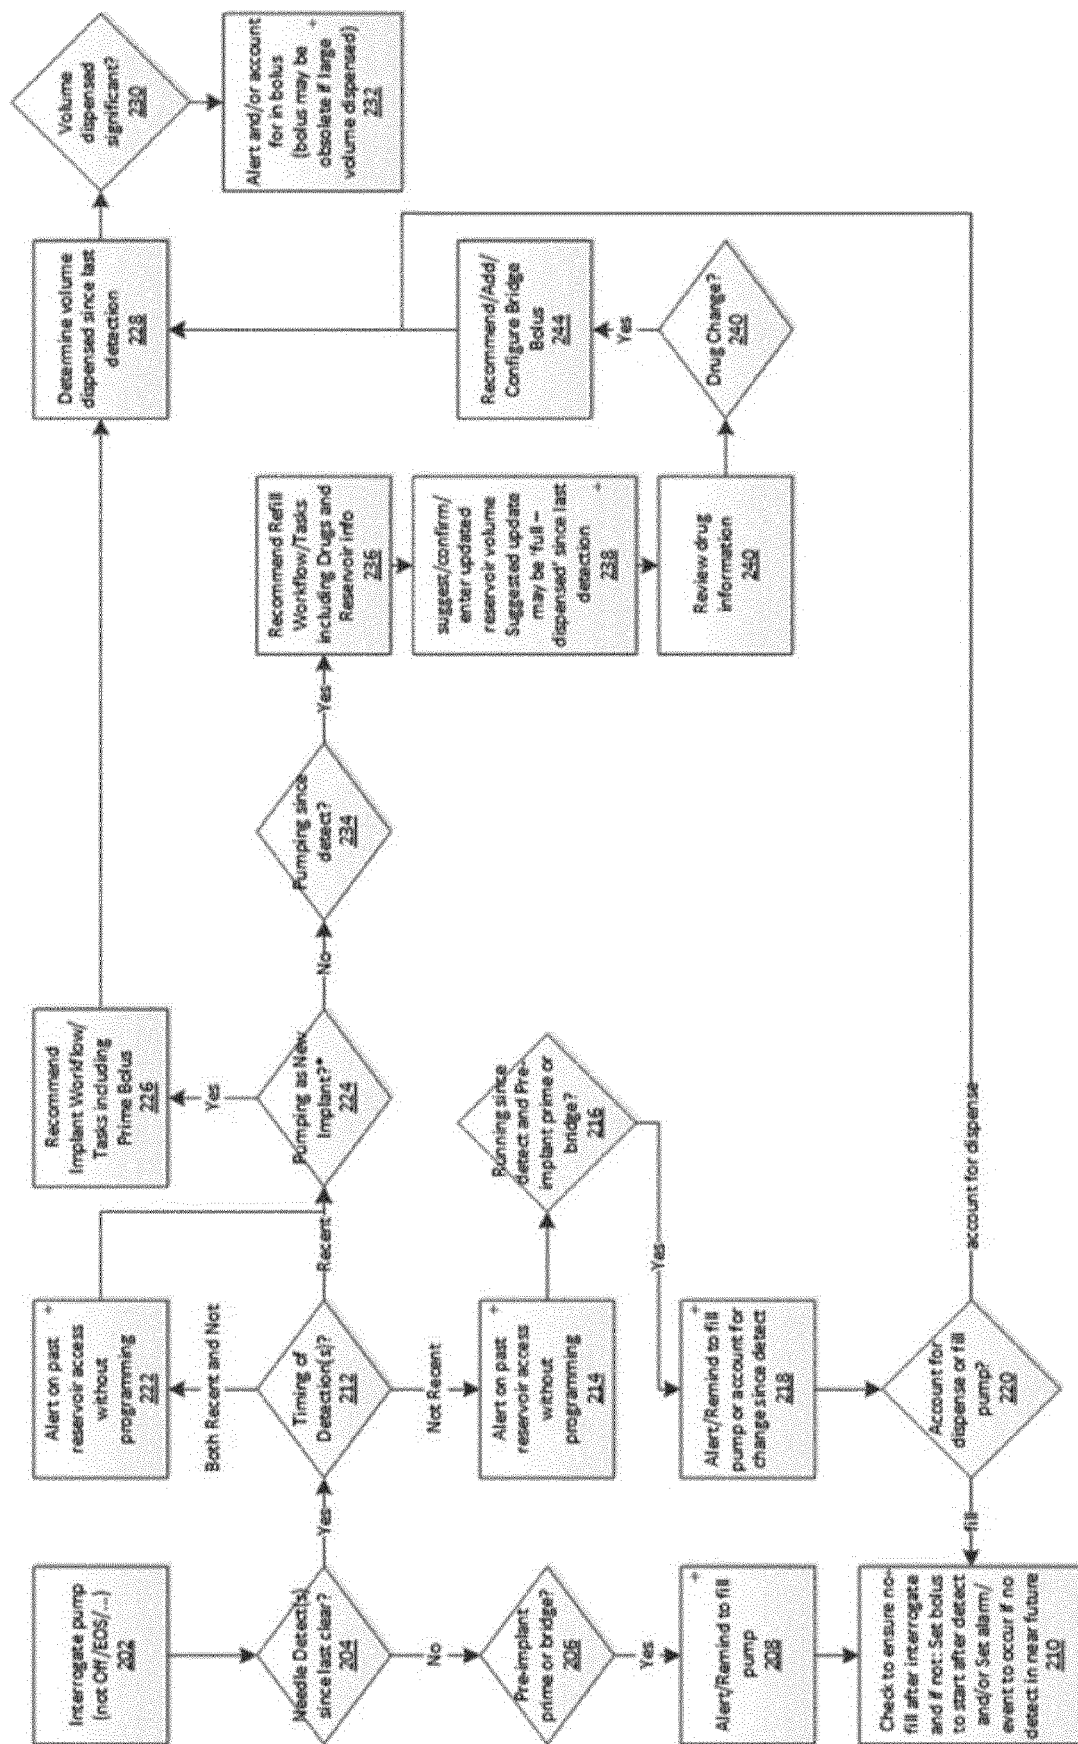 Interrogate pump
(not Off/EOS/...)
202
Needle Detect(s)
since last clear?
204
No
Pre-implant
prime or bridge?
206
Yes
Alert/Remind to fill
pump
208
+
Check to ensure no-
fill after interrogate
and if not: Set bolus
to start after detect
and/or Set alarm/
event to occur if no
detect in near future
210
Yes
Timing of
Detection(s)?
212
Both Recent and Not
Alert on past
reservoir access
without
programming
222
+
Recent
Not Recent
Alert on past
reservoir access
without
programming
214
+
Running since
detect and Pre-
implant prime or
bridge?
216
Yes
Alert/Remind to fill
pump or account for
change since detect
218
+
Account for
dispense or fill
pump?
220
fill
account for dispense
Pumping as New
Implant?*
224
Yes
Recommend
Implant Workflow/
Tasks including
Prime Bolus
226
No
Pumping since
detect?
234
Yes
Recommend Refill
Workflow/Tasks
including Drugs and
Reservoir info
236
suggest/confirm/
enter updated
reservoir volume
Suggested update
may be 'full –
dispensed' since last
detection
238
+
Review drug
information
240
Drug Change?
240
Yes
Recommend/Add/
Configure Bridge
Bolus
244
Determine volume
dispensed since last
detection
228
Volume
dispensed
significant?
230
Alert and/or account
for in bolus
(bolus may be
obsolete if large
volume dispensed)
232
+